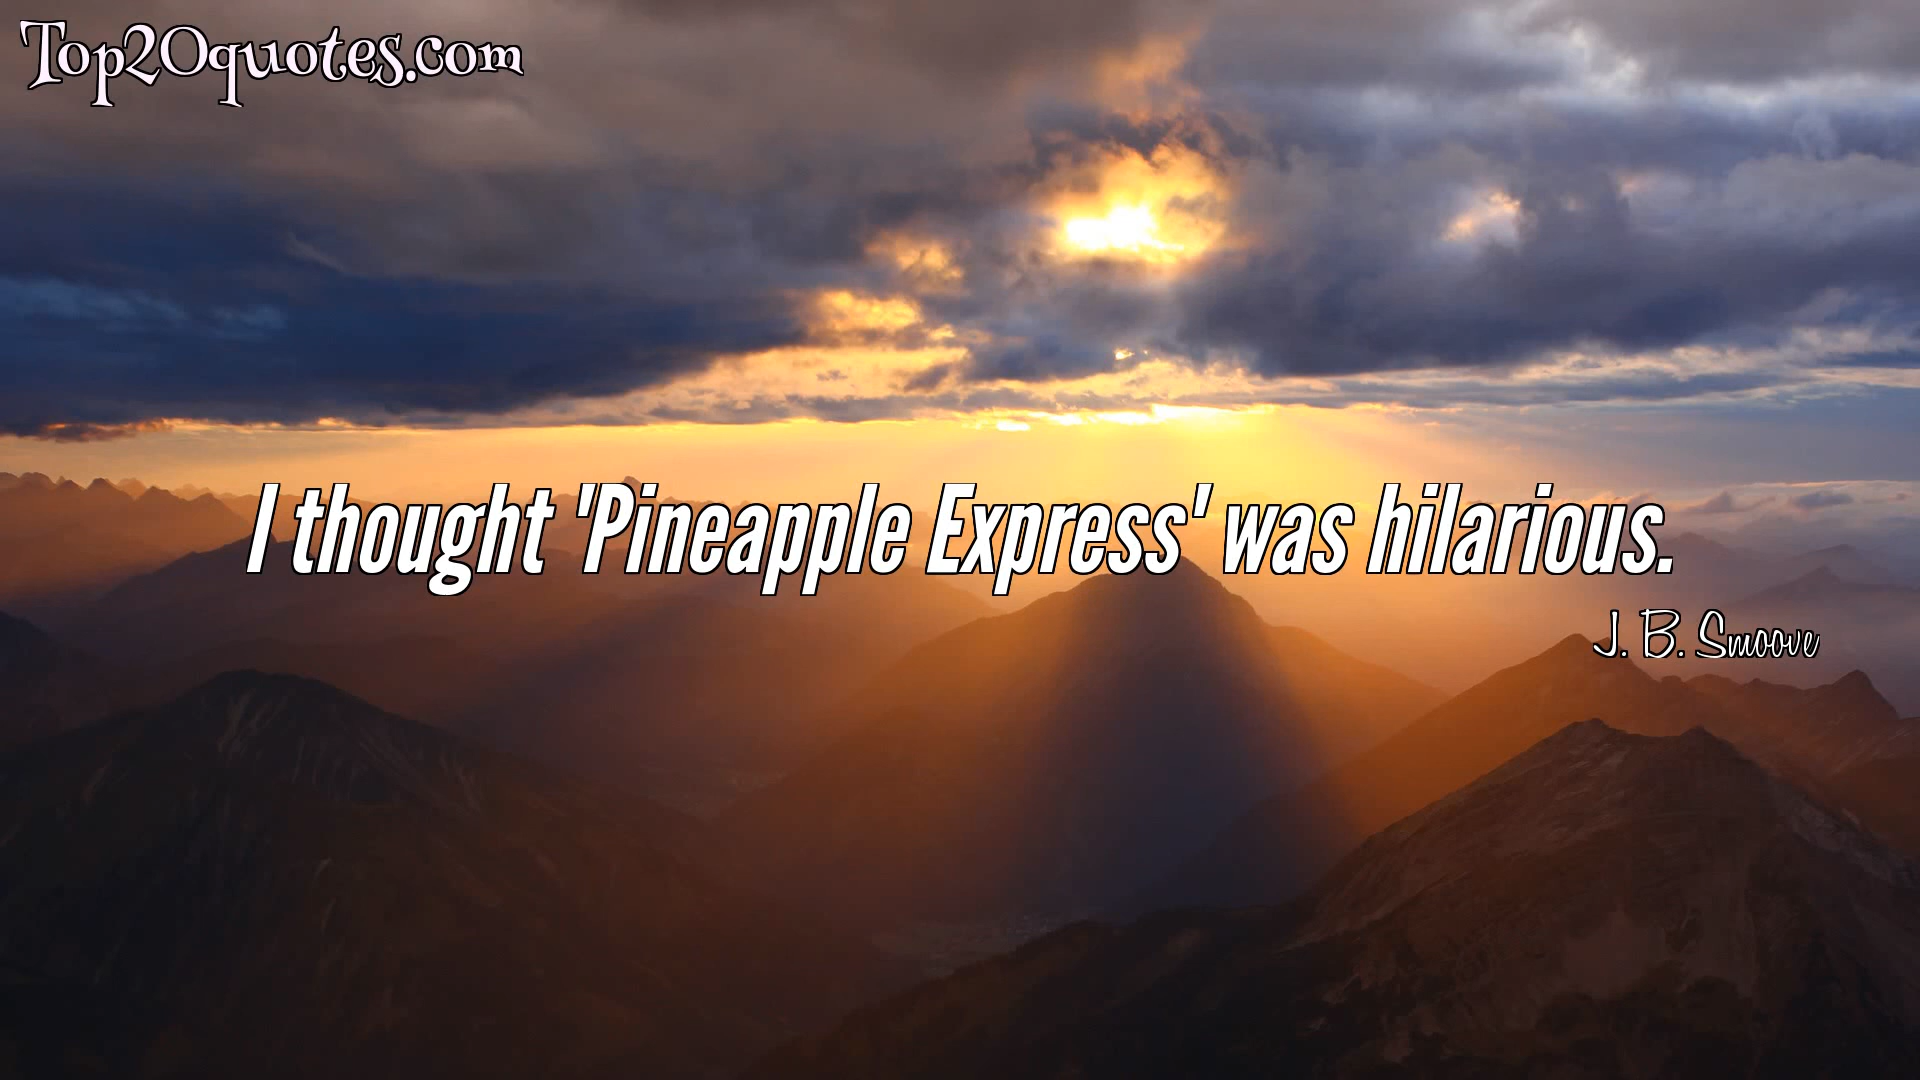 Top20quotes.com
I thought 'Pineapple Express' was hilarious.
J. B. Smoove